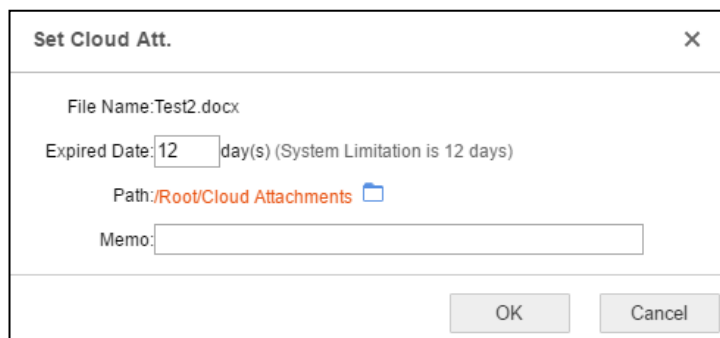 Set Cloud Att.
File Name:Test2.docx
Expired Date:12 day(s) (System Limitation is 12 days)
Path:/Root/Cloud Attachments
Memo:
OK Cancel